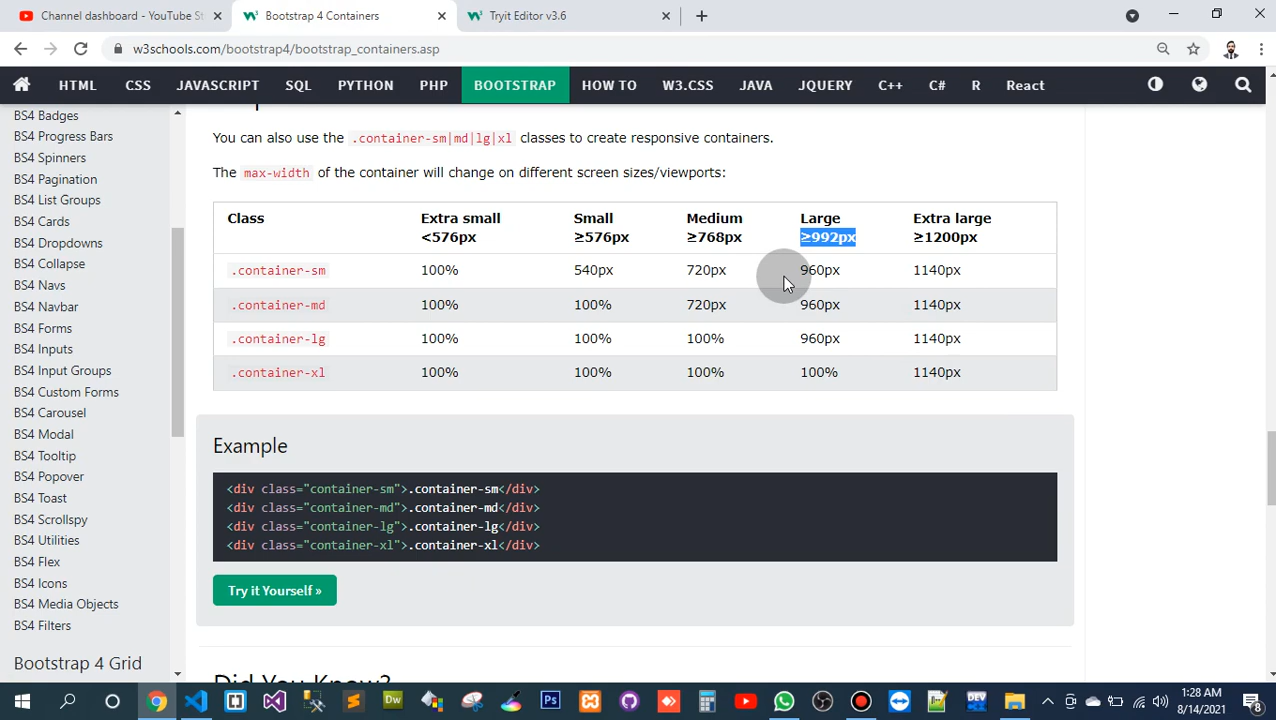 Channel dashboard - YouTube St
Bootstrap 4 Containers
Tryit Editor v3.6
w3schools.com/bootstrap4/bootstrap_containers.asp
HTML CSS JAVASCRIPT SQL PYTHON PHP BOOTSTRAP HOW TO W3.CSS JAVA JQUERY C++ C# R React
BS4 Badges
BS4 Progress Bars
BS4 Spinners
BS4 Pagination
BS4 List Groups
BS4 Cards
BS4 Dropdowns
BS4 Collapse
BS4 Navs
BS4 Navbar
BS4 Forms
BS4 Inputs
BS4 Input Groups
BS4 Custom Forms
BS4 Carousel
BS4 Modal
BS4 Tooltip
BS4 Popover
BS4 Toast
BS4 Scrollspy
BS4 Utilities
BS4 Flex
BS4 Icons
BS4 Media Objects
BS4 Filters
Bootstrap 4 Grid
You can also use the .container-sm|md|lg|xl classes to create responsive containers.
The max-width of the container will change on different screen sizes/viewports:
Class Extra small Small Medium Large Extra large
<576px ≥576px ≥768px ≥992px ≥1200px
.container-sm 100% 540px 720px 960px 1140px
.container-md 100% 100% 720px 960px 1140px
.container-lg 100% 100% 100% 960px 1140px
.container-xl 100% 100% 100% 100% 1140px
Example
<div class="container-sm">.container-sm</div>
<div class="container-md">.container-md</div>
<div class="container-lg">.container-lg</div>
<div class="container-xl">.container-xl</div>
Try it Yourself »
Did You Know?
Dw
Ps
DEV
1:28 AM
8/14/2021
8